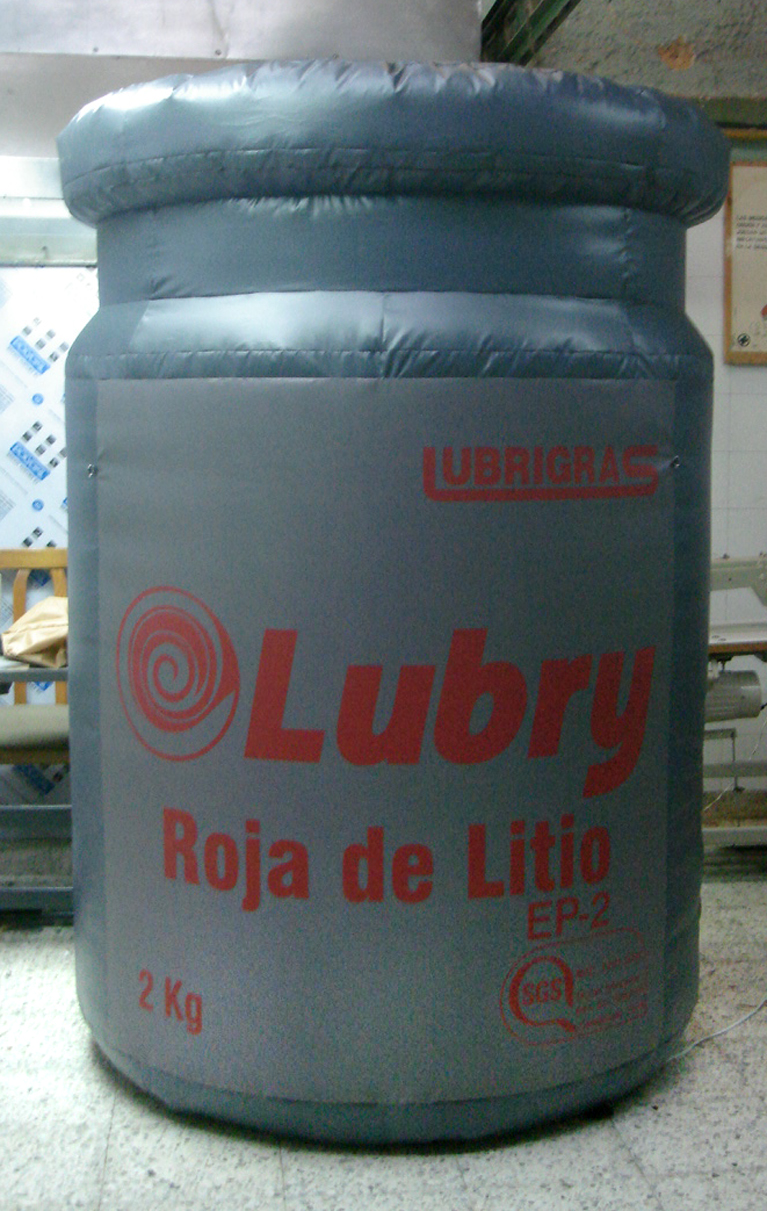 LUBRIGRAS
Lubry
Roja de Litio
EP-2
2 Kg
SGS